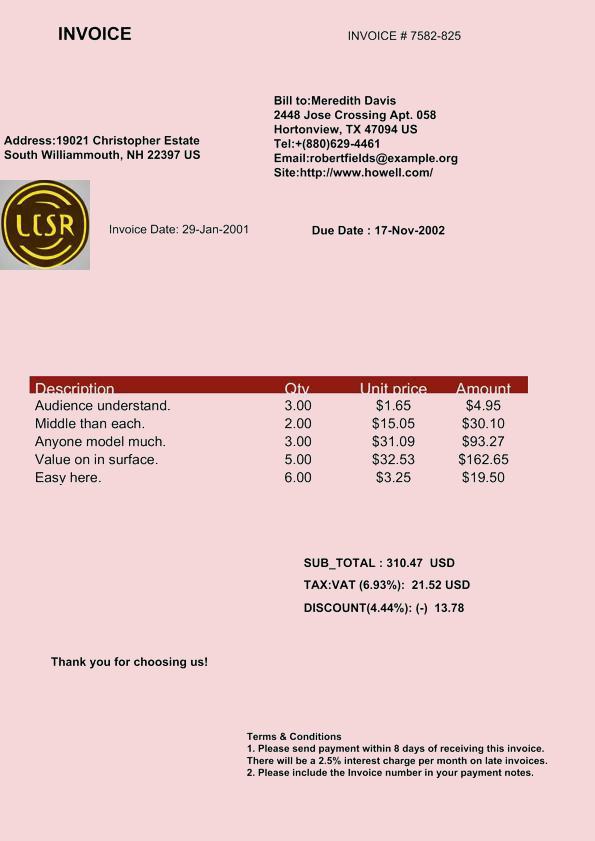 INVOICE
INVOICE # 7582-825
Bill to:Meredith Davis
2448 Jose Crossing Apt. 058
Hortonview, TX 47094 US
Tel:+(880)629-4461
Email:robertfields@example.org
Site:http://www.howell.com/
Address:19021 Christopher Estate
South Williammouth, NH 22397 US
LCSR
Invoice Date: 29-Jan-2001
Due Date : 17-Nov-2002
Description Qty Unit price Amount
Audience understand. 3.00 $1.65 $4.95
Middle than each. 2.00 $15.05 $30.10
Anyone model much. 3.00 $31.09 $93.27
Value on in surface. 5.00 $32.53 $162.65
Easy here. 6.00 $3.25 $19.50
SUB_TOTAL : 310.47 USD
TAX:VAT (6.93%): 21.52 USD
DISCOUNT(4.44%): (-) 13.78
Thank you for choosing us!
Terms & Conditions
1. Please send payment within 8 days of receiving this invoice.
There will be a 2.5% interest charge per month on late invoices.
2. Please include the Invoice number in your payment notes.